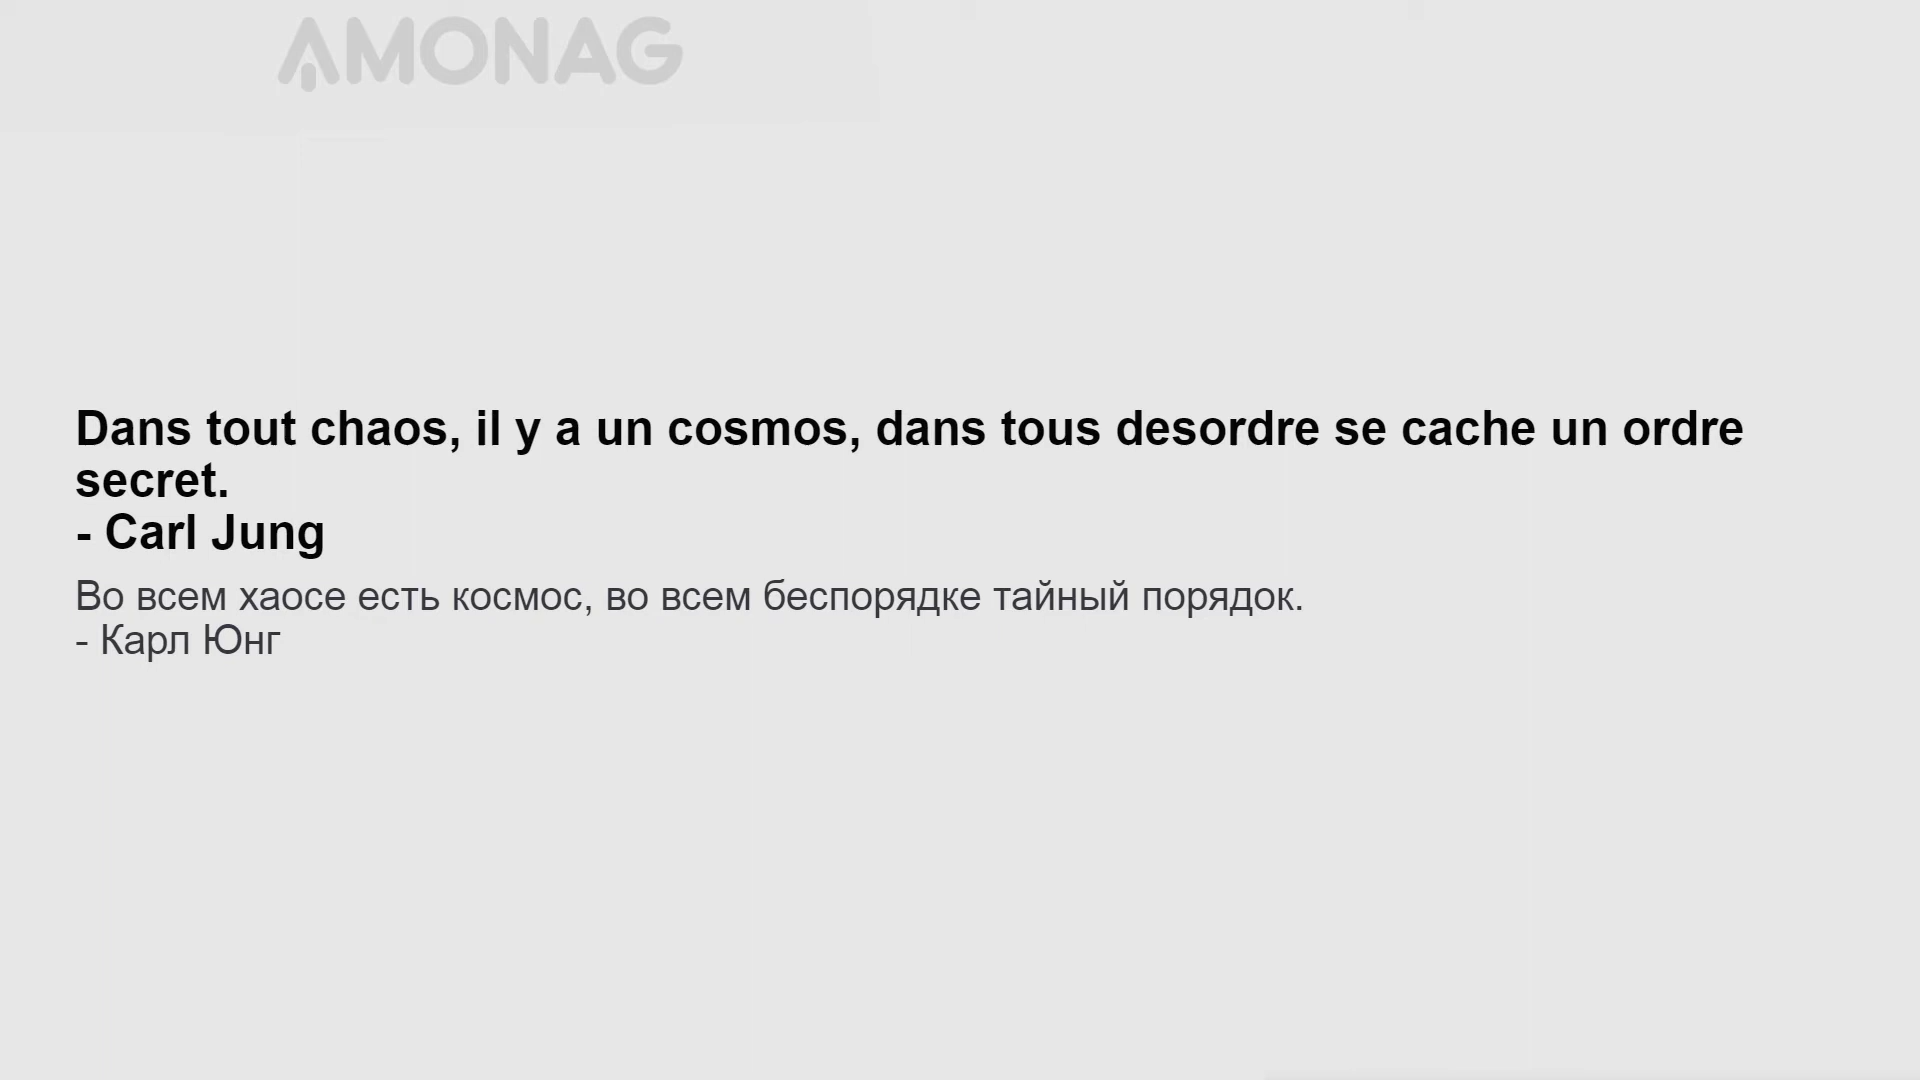 AMONAG
Dans tout chaos, il y a un cosmos, dans tous desordre se cache un ordre
secret.
- Carl Jung
Во всем хаосе есть космос, во всем беспорядке тайный порядок.
- Карл Юнг